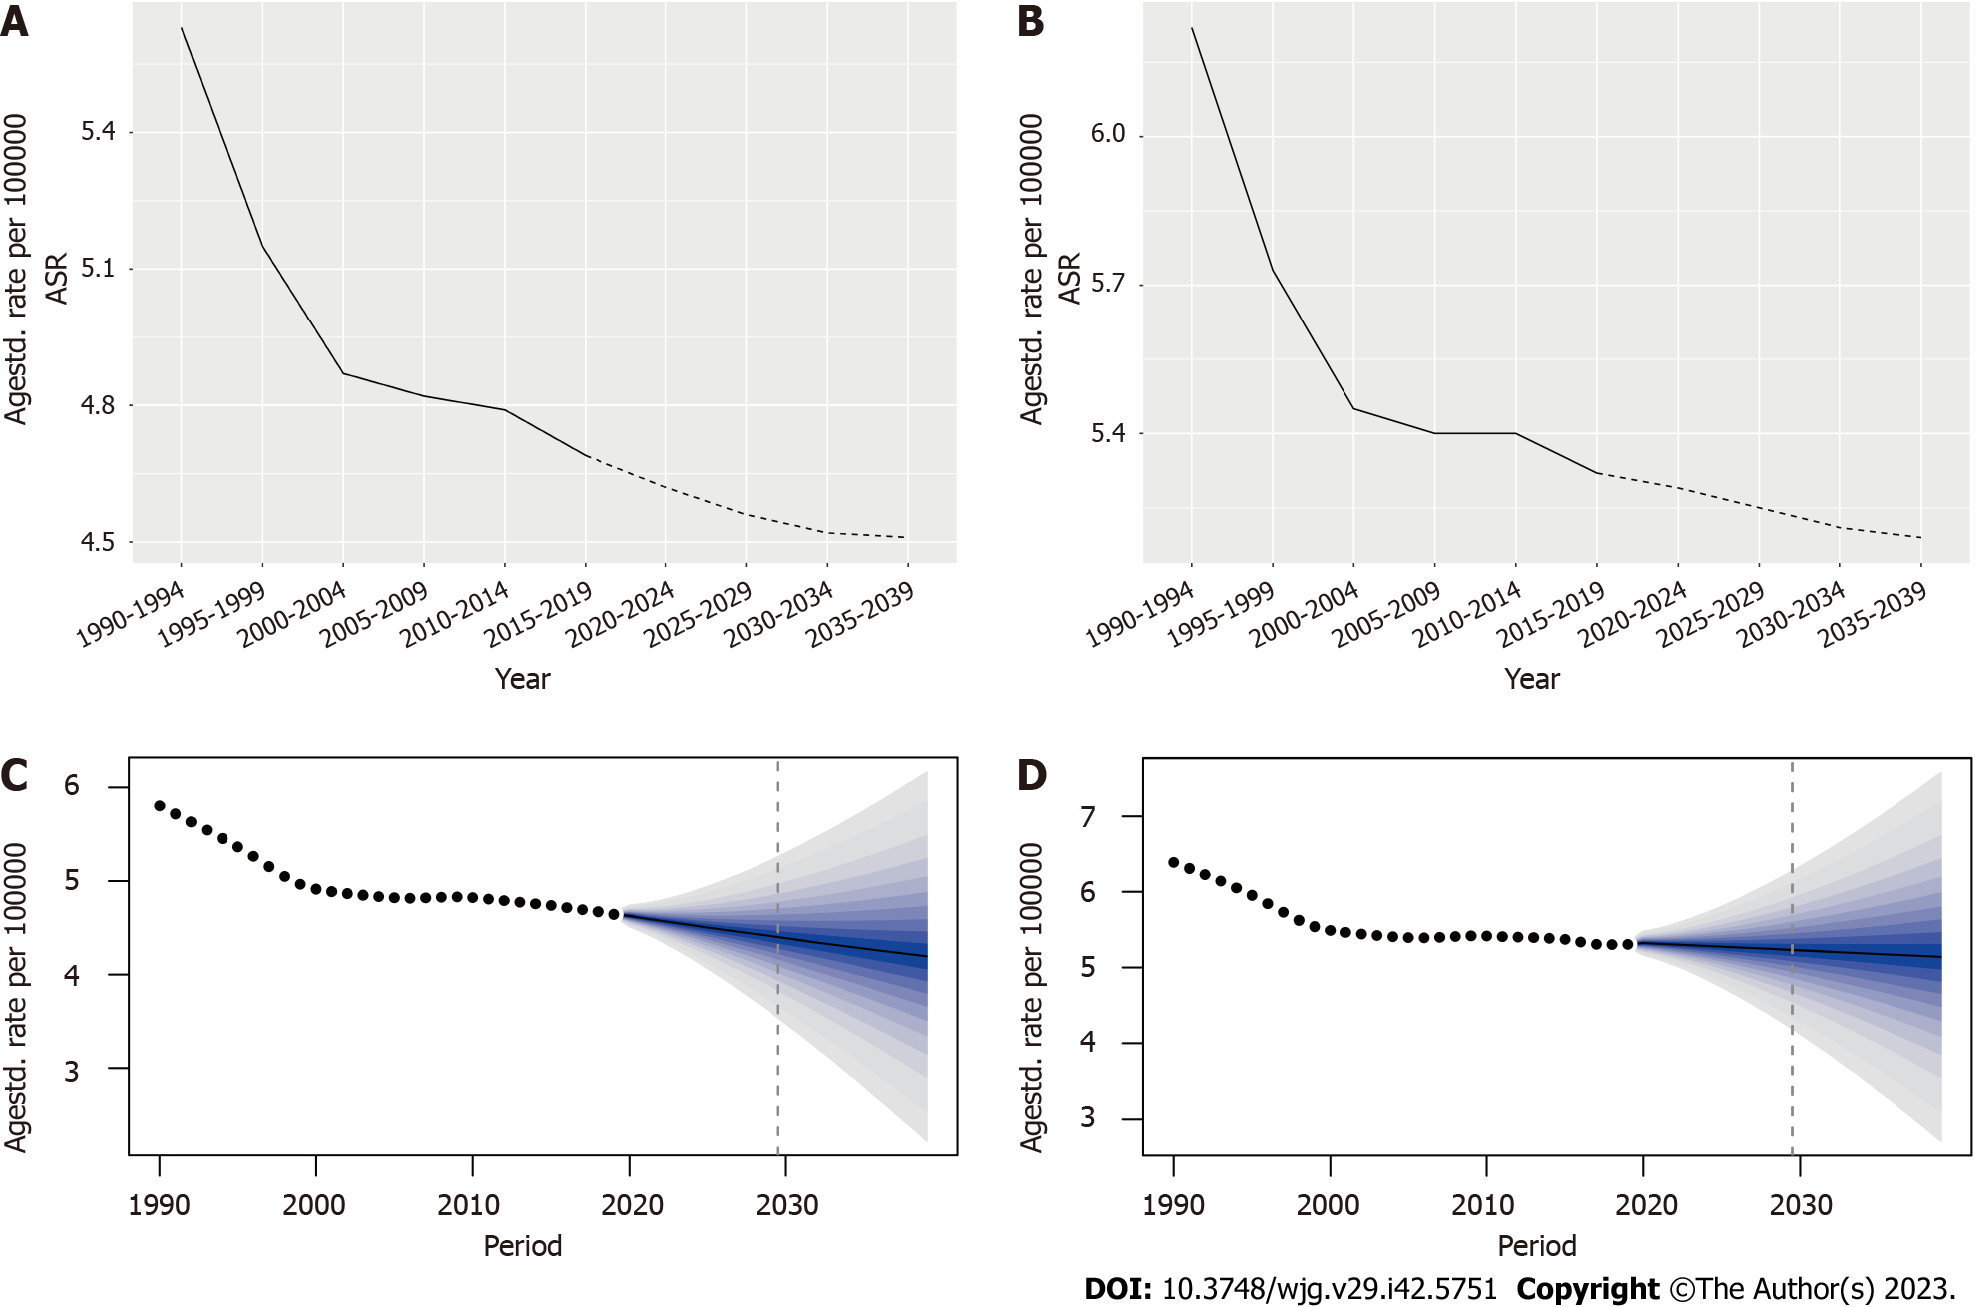 A
Agestd. rate per 100000
ASR
5.4
5.1
4.8
4.5
1990-1994
1995-1999
2000-2004
2005-2009
2010-2014
2015-2019
2020-2024
2025-2029
2030-2034
2035-2039
Year
B
Agestd. rate per 100000
ASR
6.0
5.7
5.4
1990-1994
1995-1999
2000-2004
2005-2009
2010-2014
2015-2019
2020-2024
2025-2029
2030-2034
2035-2039
Year
C
Agestd. rate per 100000
6
5
4
3
1990 2000 2010 2020 2030
Period
D
Agestd. rate per 100000
7
6
5
4
3
1990 2000 2010 2020 2030
Period
DOI: 10.3748/wjg.v29.i42.5751 Copyright ©The Author(s) 2023.